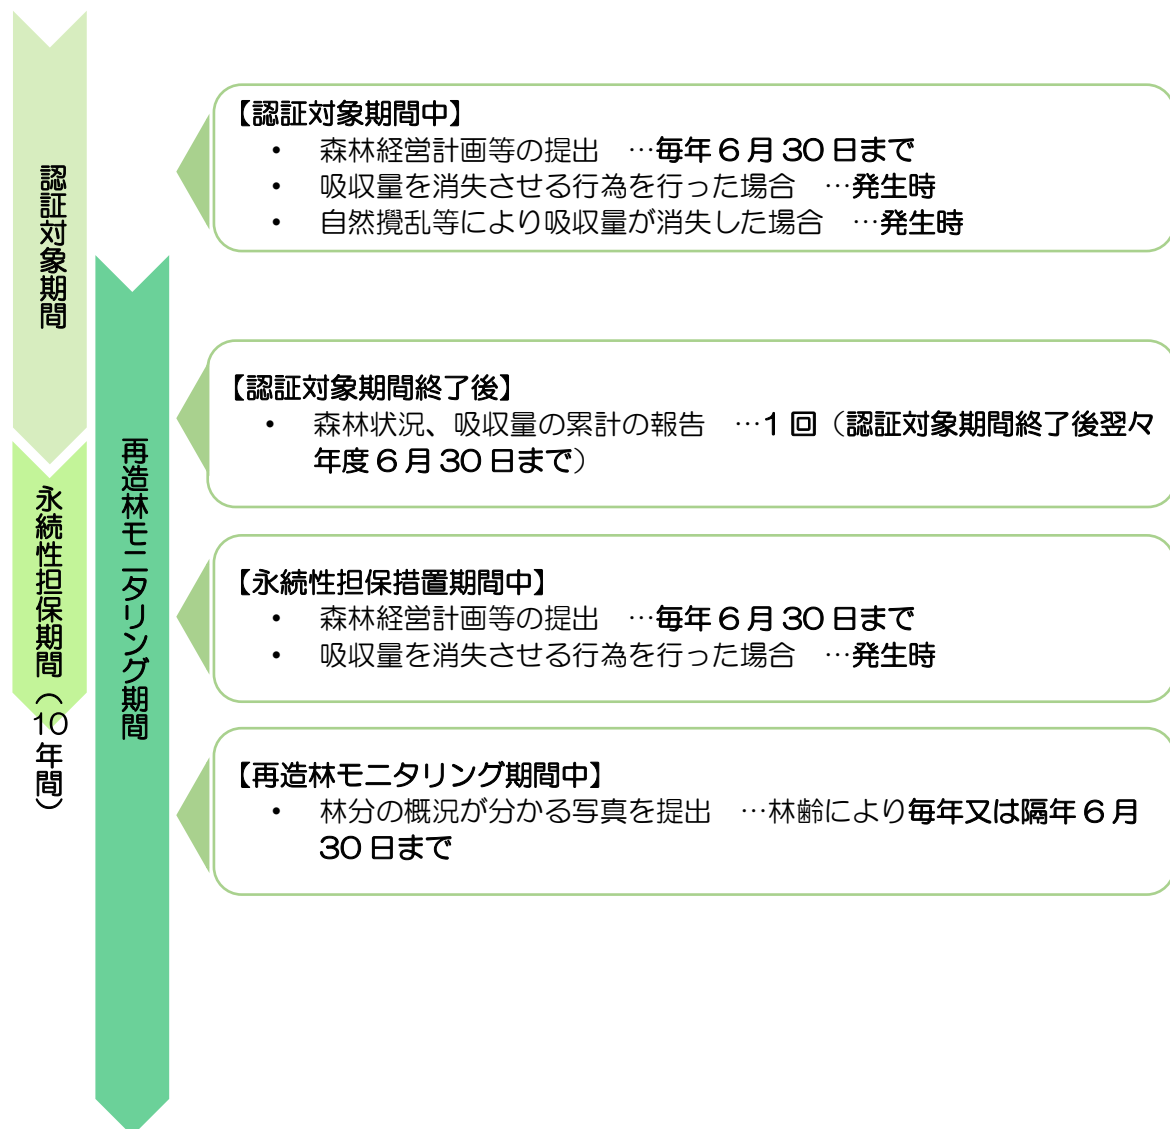 認証対象期間
永続性担保期間（10年間）
再造林モニタリング期間
【認証対象期間中】
• 森林経営計画等の提出　…毎年6月30日まで
• 吸収量を消失させる行為を行った場合　…発生時
• 自然攪乱等により吸収量が消失した場合　…発生時
【認証対象期間終了後】
• 森林状況、吸収量の累計の報告　…1回（認証対象期間終了後翌々
年度6月30日まで）
【永続性担保措置期間中】
• 森林経営計画等の提出　…毎年6月30日まで
• 吸収量を消失させる行為を行った場合　…発生時
【再造林モニタリング期間中】
• 林分の概況が分かる写真を提出　…林齢により毎年又は隔年6月
30日まで